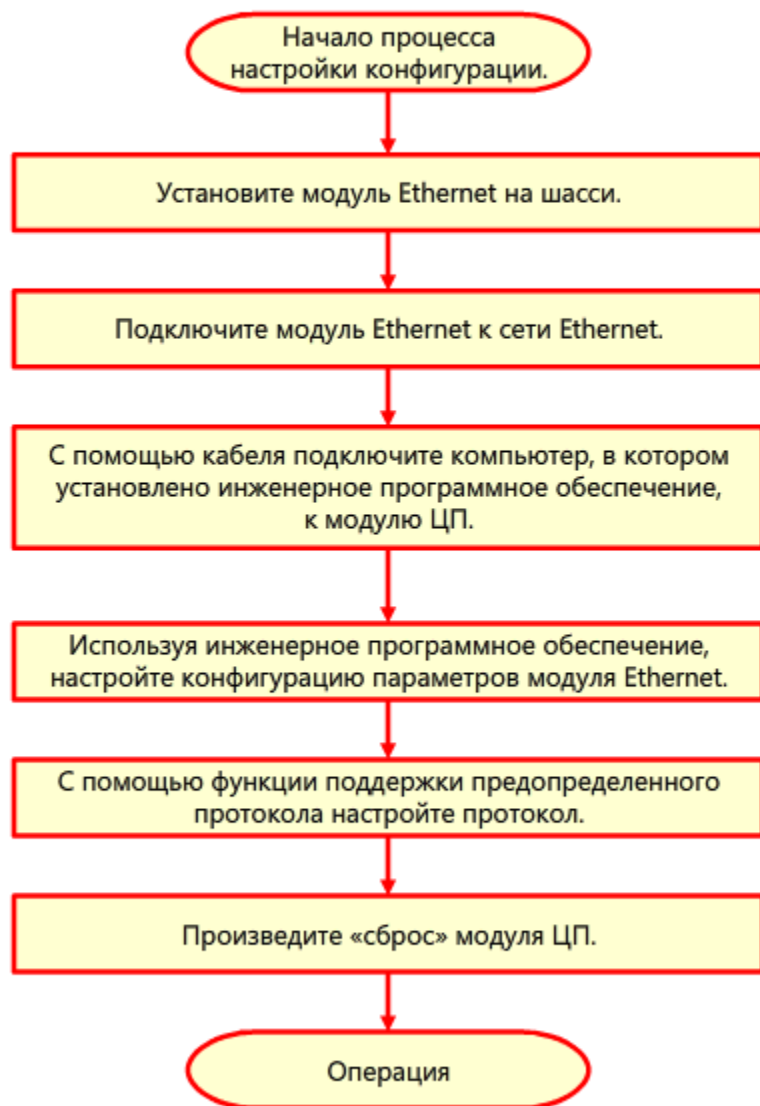 Начало процесса
настройки конфигурации.
Установите модуль Ethernet на шасси.
Подключите модуль Ethernet к сети Ethernet.
С помощью кабеля подключите компьютер, в котором
установлено инженерное программное обеспечение,
к модулю ЦП.
Используя инженерное программное обеспечение,
настройте конфигурацию параметров модуля Ethernet.
С помощью функции поддержки предопределенного
протокола настройте протокол.
Произведите «сброс» модуля ЦП.
Операция